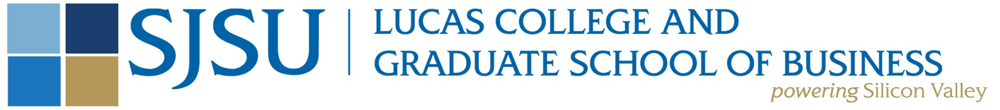 SJSU
LUCAS COLLEGE AND
GRADUATE SCHOOL OF BUSINESS
powering Silicon Valley